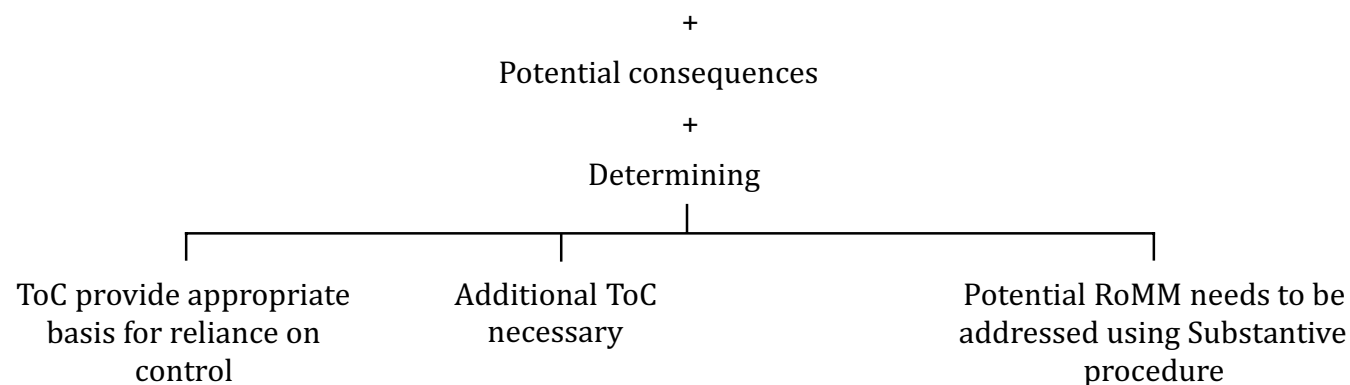 +
Potential consequences
+
Determining
ToC provide appropriate
basis for reliance on
control
Additional ToC
necessary
Potential RoMM needs to be
addressed using Substantive
procedure